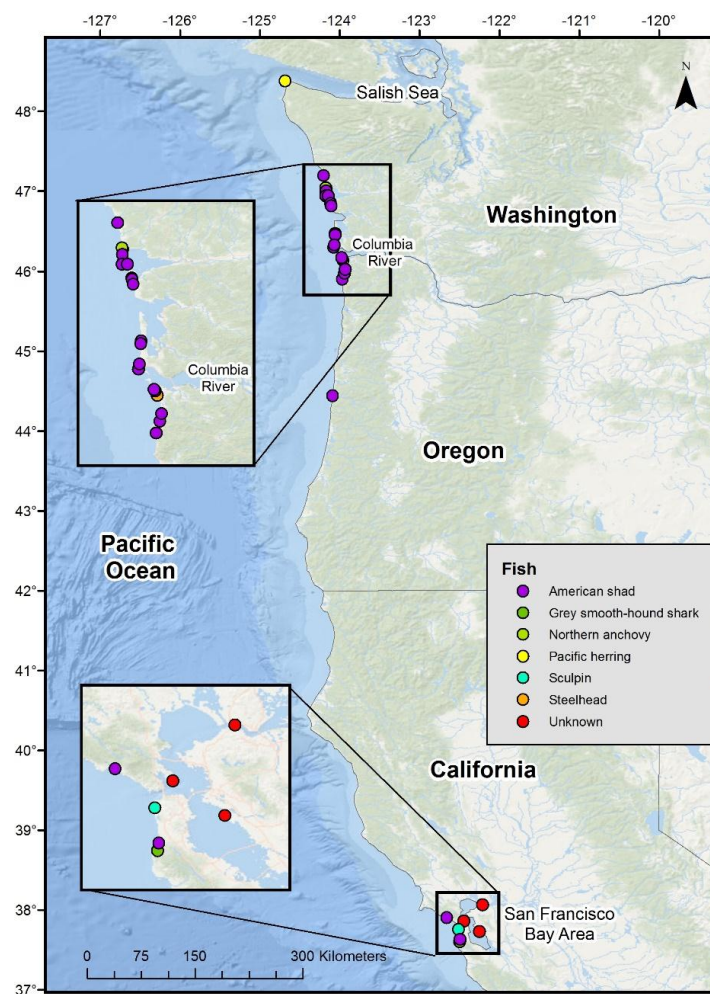 -127° -126° -125° -124° -123° -122° -121° -120°
N
48°
Salish Sea
47°
Washington
Columbia
River
46°
45°
Columbia
River
44°
Oregon
43°
Pacific
Ocean
42°
Fish
American shad
Grey smooth-hound shark
Northern anchovy
Pacific herring
Sculpin
Steelhead
Unknown
41°
40°
California
39°
38°
San Francisco
Bay Area
0 75 150 300 Kilometers
37°